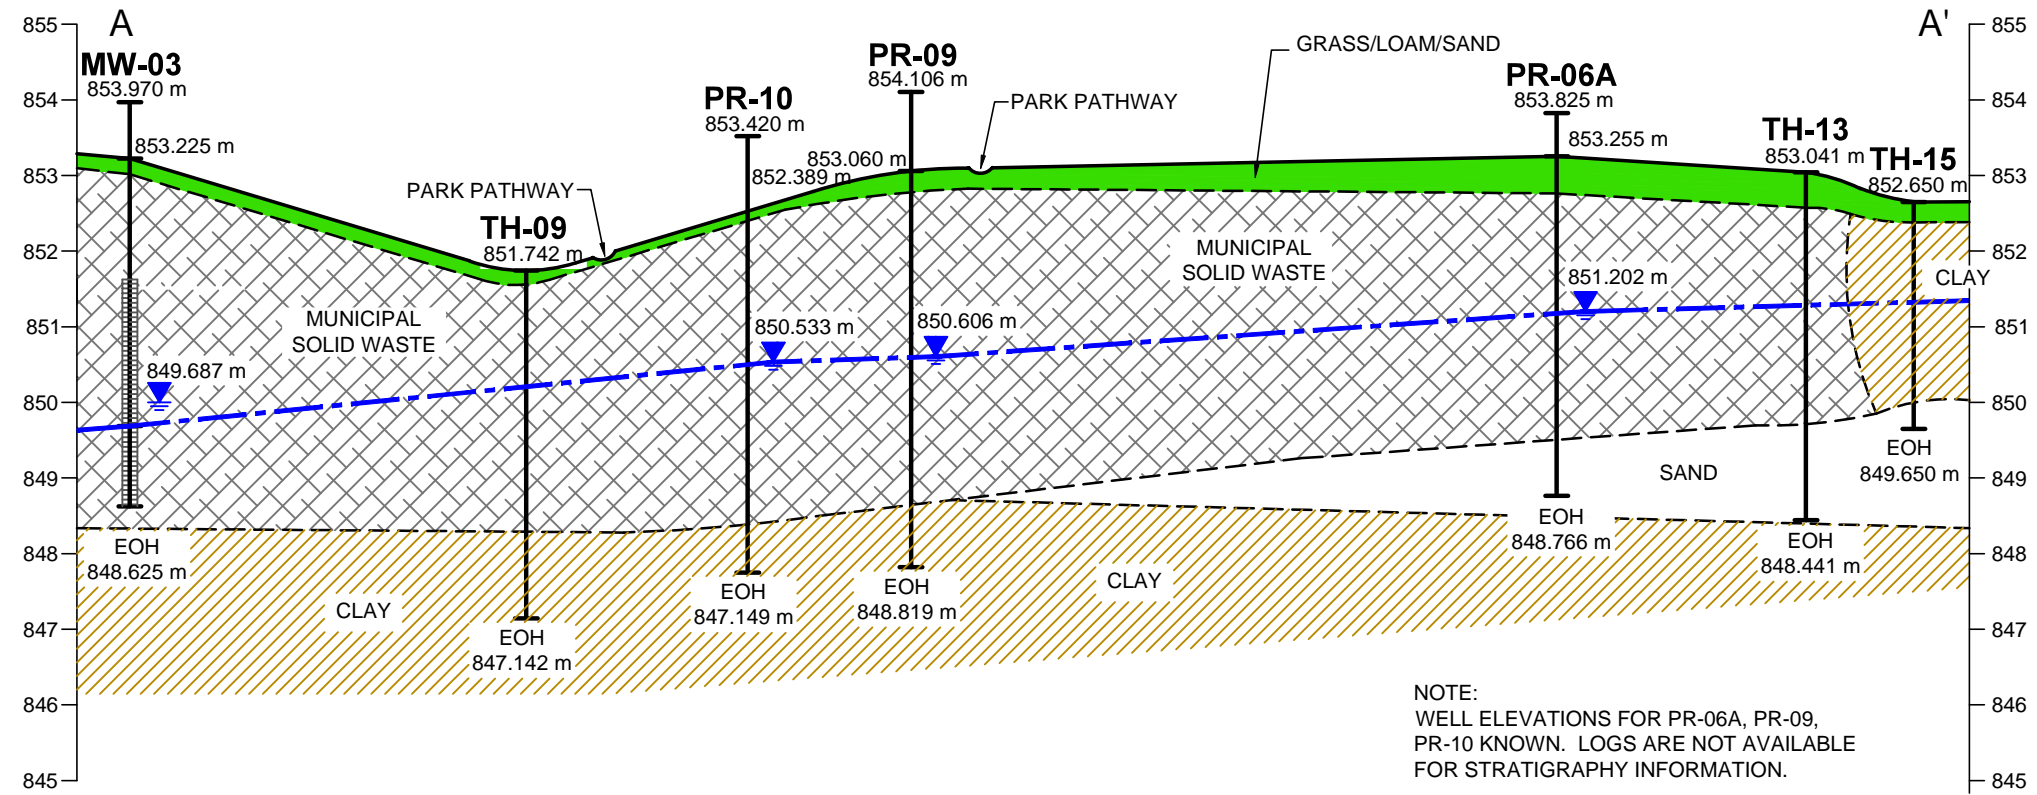 A
A'
855
854
853
852
851
850
849
848
847
846
845
855
854
853
852
851
850
849
848
847
846
845
MW-03
853.970 m
853.225 m
849.687 m
EOH
848.625 m
PARK PATHWAY
TH-09
851.742 m
MUNICIPAL
SOLID WASTE
EOH
847.142 m
CLAY
PR-10
853.420 m
852.389 m
850.533 m
EOH
847.149 m
PR-09
854.106 m
853.060 m
850.606 m
EOH
848.819 m
PARK PATHWAY
GRASS/LOAM/SAND
MUNICIPAL
SOLID WASTE
CLAY
PR-06A
853.825 m
853.255 m
851.202 m
EOH
848.766 m
SAND
TH-13
853.041 m
EOH
848.441 m
TH-15
852.650 m
CLAY
EOH
849.650 m
NOTE:
WELL ELEVATIONS FOR PR-06A, PR-09,
PR-10 KNOWN. LOGS ARE NOT AVAILABLE
FOR STRATIGRAPHY INFORMATION.